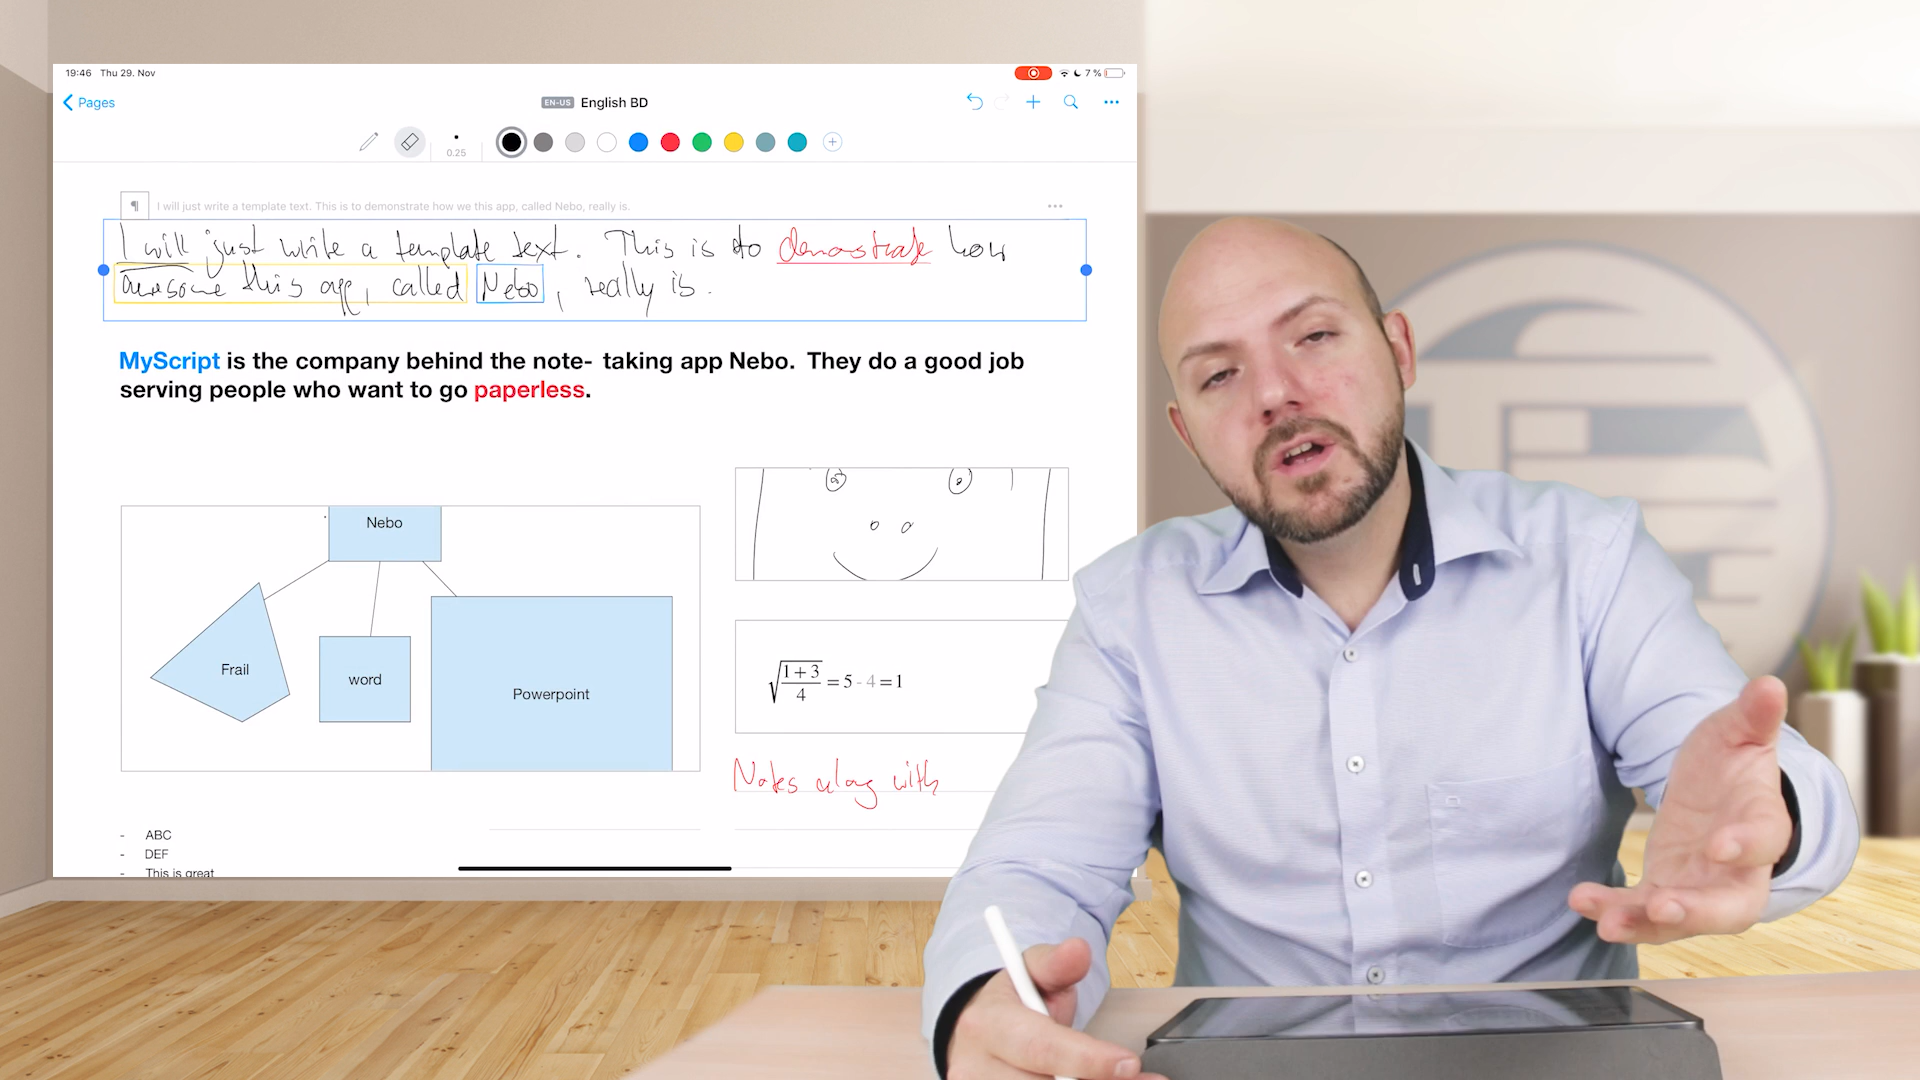 19:46 Thu 29. Nov 7 %
Pages EN-US English BD
0.25
I will just write a template text. This is to demonstrate how we this app, called Nebo, really is.
I will just write a template text. This is to demostrate how
awesome this app, called Nebo, really is.
MyScript is the company behind the note- taking app Nebo. They do a good job
serving people who want to go paperless.
Nebo
Frail
word
Powerpoint
√(1+3)/4 = 5 - 4 = 1
Notes along with
- ABC
- DEF
- This is great